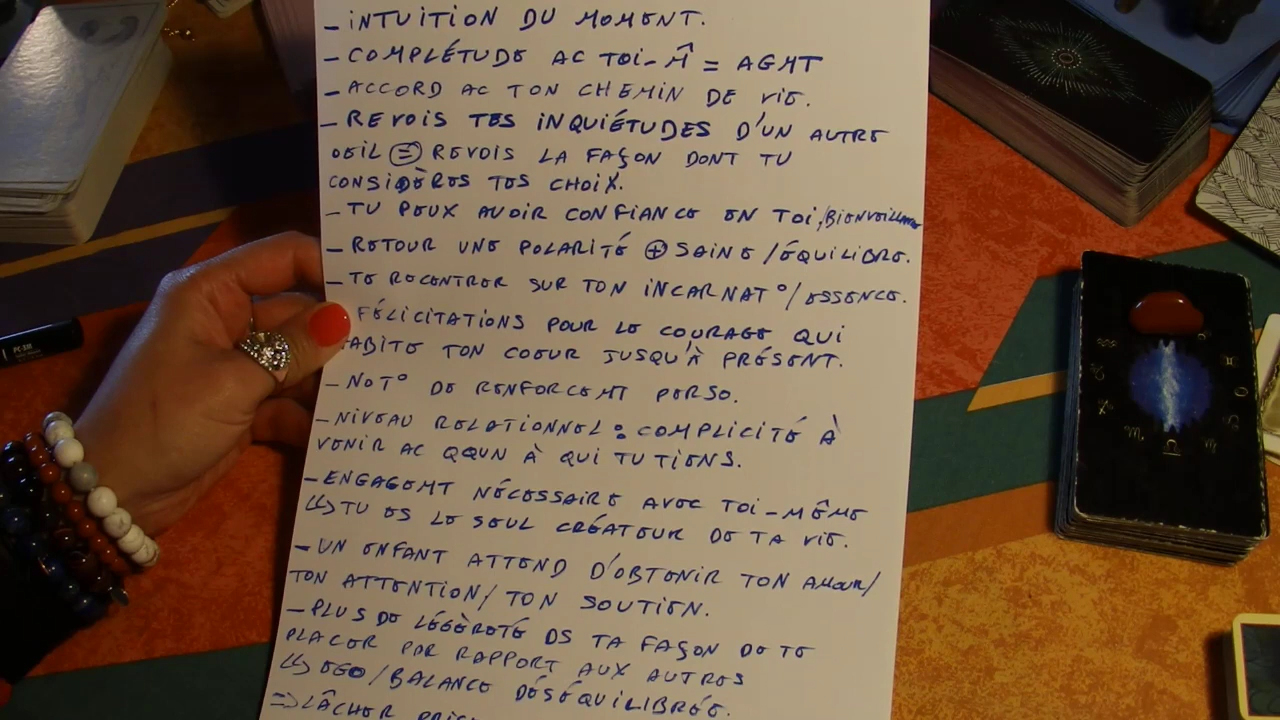 - INTUITION DU MOMENT.
- COMPLÉTUDE AC TOI-M̂ = AGMT
- ACCORD AC TON CHEMIN DE VIE.
- REVOIS TES INQUIÉTUDES D'UN AUTRE
OEIL (=) REVOIS LA FAÇON DONT TU
CONSIDÈRES TES CHOIX.
- TU PEUX AVOIR CONFIANCE EN TOI/BIENVEILLANCE
- RETOUR UNE POLARITÉ ⊕ SAINE /ÉQUILIBRE.
- TE RECENTRER SUR TON INCARNAT°/ESSENCE.
FÉLICITATIONS POUR LE COURAGE QUI
HABITE TON COEUR JUSQU'À PRÉSENT.
- NOT° DE RENFORCEMT PERSO.
- NIVEAU RELATIONNEL : COMPLICITÉ À
VENIR AC QQUN À QUI TU TIENS.
- ENGAGEMT NÉCESSAIRE AVEC TOI-MÊME
↳ TU ES LE SEUL CRÉATEUR DE TA VIE.
- UN ENFANT ATTEND D'OBTENIR TON AMOUR/
TON ATTENTION/ TON SOUTIEN.
- PLUS DE LÉGÈRETÉ DS TA FAÇON DE TE
PLACER PAR RAPPORT AUX AUTRES
↳ EGO/BALANCE DÉSÉQUILIBRÉE.
=> LÂCHER PRISE